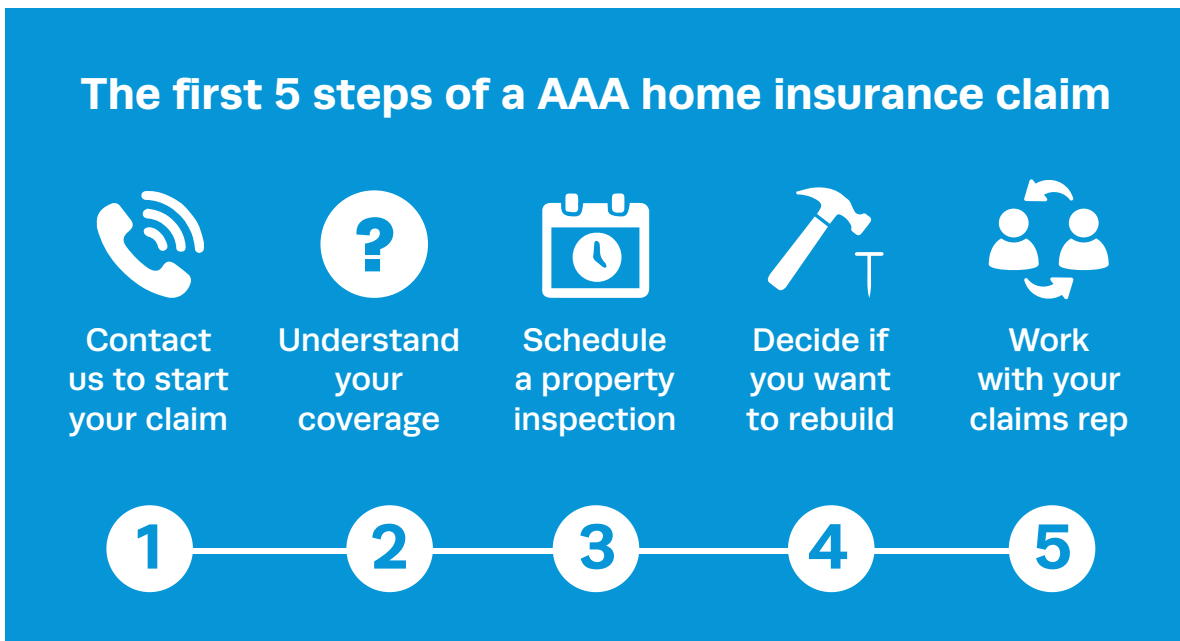 The first 5 steps of a AAA home insurance claim
?
Contact
us to start
your claim
Understand
your
coverage
Schedule
a property
inspection
Decide if
you want
to rebuild
Work
with your
claims rep
1
2
3
4
5